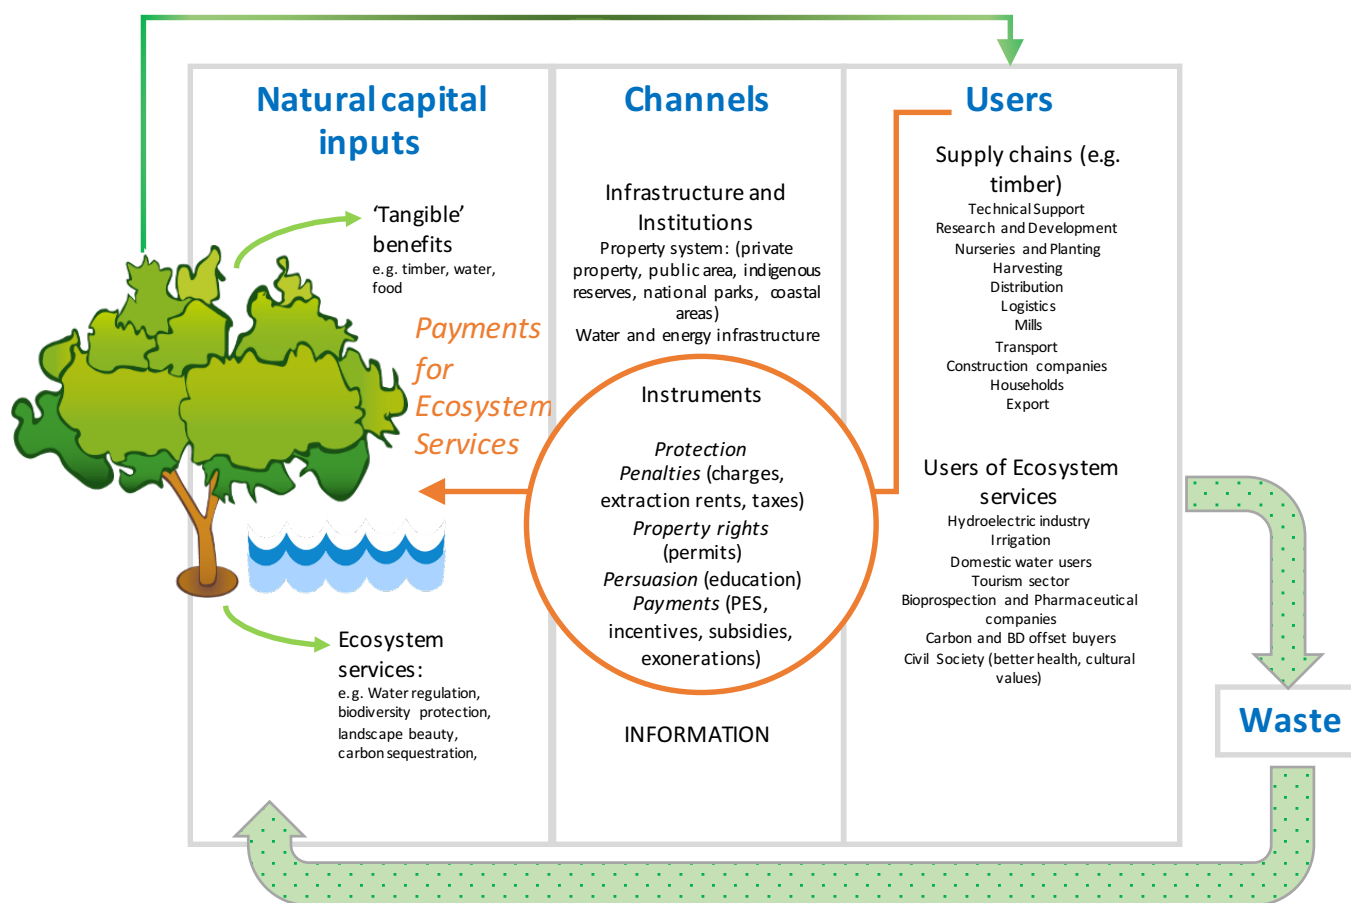 Natural capital
inputs
‘Tangible’
benefits
e.g. timber, water,
food
Payments
for
Ecosystem
Services
Ecosystem
services:
e.g. Water regulation,
biodiversity protection,
landscape beauty,
carbon sequestration,
Channels
Infrastructure and
Institutions
Property system: (private
property, public area, indigenous
reserves, national parks, coastal
areas)
Water and energy infrastructure
Instruments
Protection
Penalties (charges,
extraction rents, taxes)
Property rights
(permits)
Persuasion (education)
Payments (PES,
incentives, subsidies,
exonerations)
INFORMATION
Users
Supply chains (e.g.
timber)
Technical Support
Research and Development
Nurseries and Planting
Harvesting
Distribution
Logistics
Mills
Transport
Construction companies
Households
Export
Users of Ecosystem
services
Hydroelectric industry
Irrigation
Domestic water users
Tourism sector
Bioprospection and Pharmaceutical
companies
Carbon and BD offset buyers
Civil Society (better health, cultural
values)
Waste